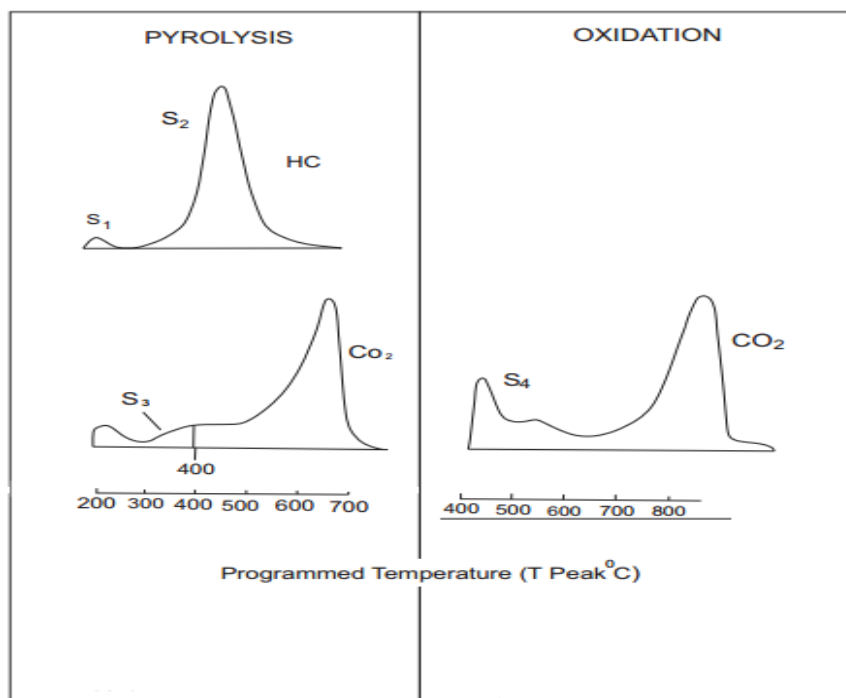 PYROLYSIS
S₂
HC
S₁
Co₂
S₃
400
200 300 400 500 600 700
OXIDATION
CO₂
S₄
400 500 600 700 800
Programmed Temperature (T Peak°C)